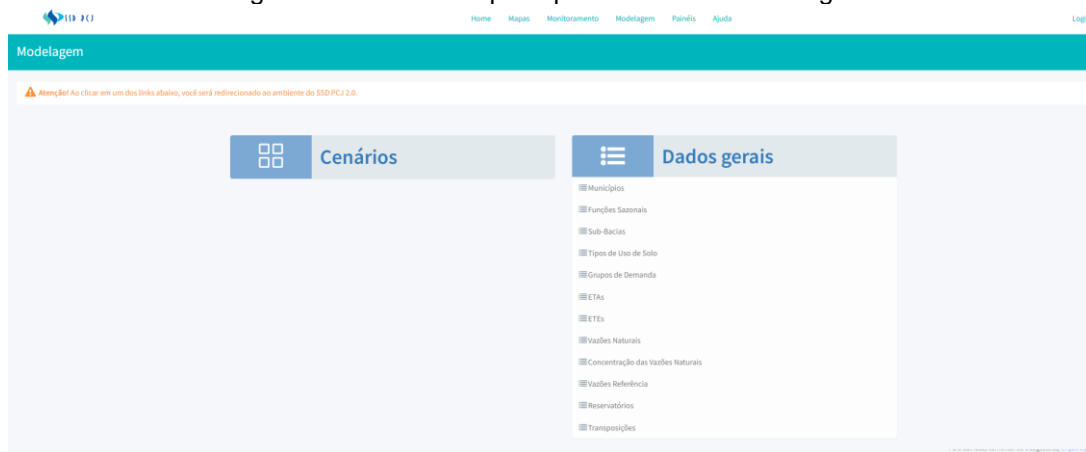 SSD PCJ
Home Mapas Monitoramento Modelagem Painéis Ajuda
Modelagem
Atenção! Ao clicar em um dos links abaixo, você será redirecionado ao ambiente do SSD PCJ 2.0.
Cenários
Dados gerais
Municípios
Funções Sazonais
Sub-Bacias
Tipos de Uso de Solo
Grupos de Demanda
ETAs
ETEs
Vazões Naturais
Concentração das Vazões Naturais
Vazões Referência
Reservatórios
Transposições